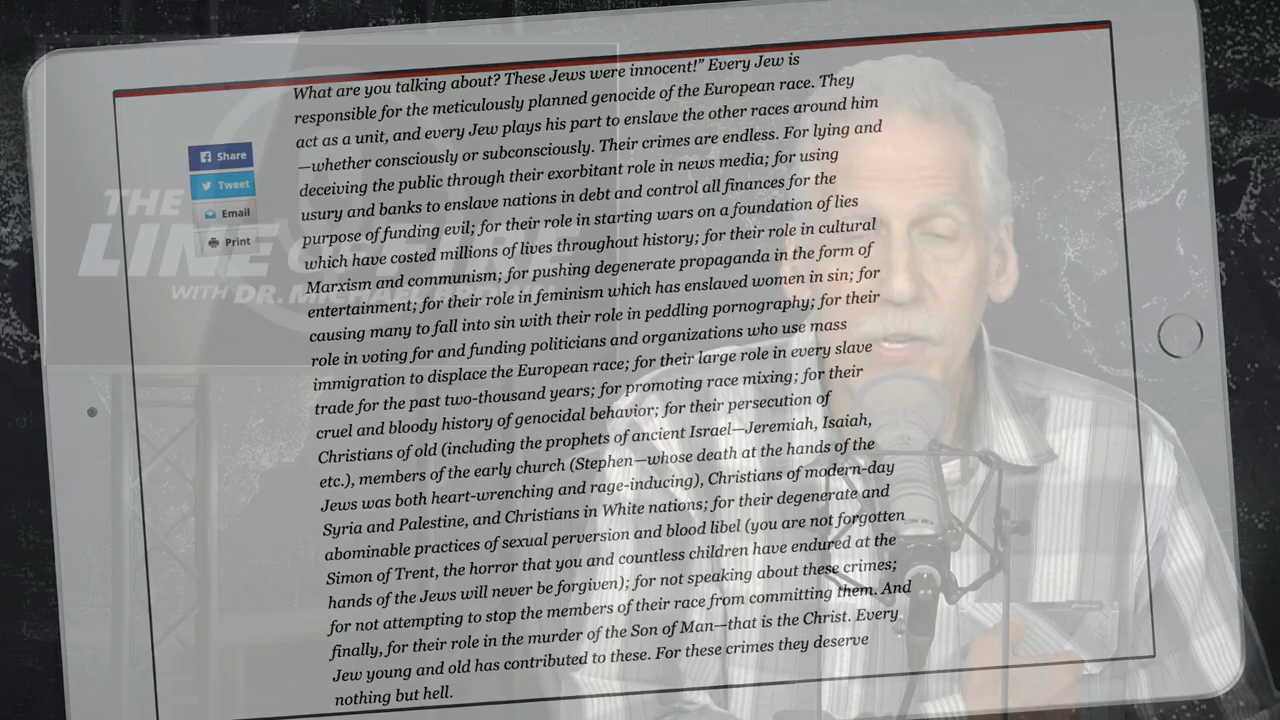 What are you talking about? These Jews were innocent!” Every Jew is
responsible for the meticulously planned genocide of the European race. They
act as a unit, and every Jew plays his part to enslave the other races around him
—whether consciously or subconsciously. Their crimes are endless. For lying and
deceiving the public through their exorbitant role in news media; for using
usury and banks to enslave nations in debt and control all finances for the
purpose of funding evil; for their role in starting wars on a foundation of lies
which have costed millions of lives throughout history; for their role in cultural
Marxism and communism; for pushing degenerate propaganda in the form of
entertainment; for their role in feminism which has enslaved women in sin; for
causing many to fall into sin with their role in peddling pornography; for their
role in voting for and funding politicians and organizations who use mass
immigration to displace the European race; for their large role in every slave
trade for the past two-thousand years; for promoting race mixing; for their
cruel and bloody history of genocidal behavior; for their persecution of
Christians of old (including the prophets of ancient Israel—Jeremiah, Isaiah,
etc.), members of the early church (Stephen—whose death at the hands of the
Jews was both heart-wrenching and rage-inducing), Christians of modern-day
Syria and Palestine, and Christians in White nations; for their degenerate and
abominable practices of sexual perversion and blood libel (you are not forgotten
Simon of Trent, the horror that you and countless children have endured at the
hands of the Jews will never be forgiven); for not speaking about these crimes;
for not attempting to stop the members of their race from committing them. And
finally, for their role in the murder of the Son of Man—that is the Christ. Every
Jew young and old has contributed to these. For these crimes they deserve
nothing but hell.
Share
Tweet
Email
Print
THE
LINE OF FIRE
WITH DR. MICHAEL BROWN